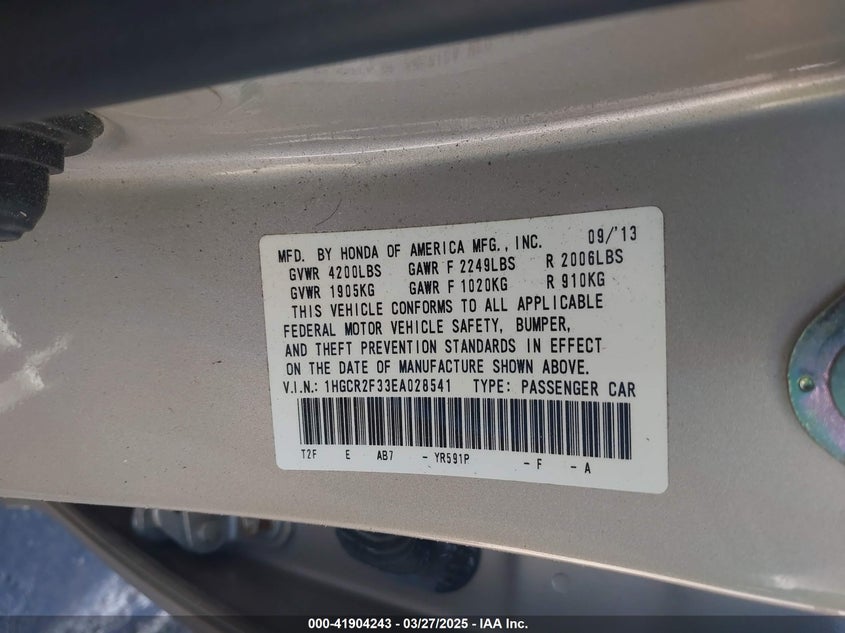 MFD. BY HONDA OF AMERICA MFG., INC. 09/'13
GVWR 4200LBS GAWR F 2249LBS R 2006LBS
GVWR 1905KG GAWR F 1020KG R 910KG
THIS VEHICLE CONFORMS TO ALL APPLICABLE
FEDERAL MOTOR VEHICLE SAFETY, BUMPER,
AND THEFT PREVENTION STANDARDS IN EFFECT
ON THE DATE OF MANUFACTURE SHOWN ABOVE.
V.I.N.: 1HGCR2F33EA028541 TYPE: PASSENGER CAR
T2F E AB7 - YR591P - F - A
000-41904243 — 03/27/2025 — IAA Inc.